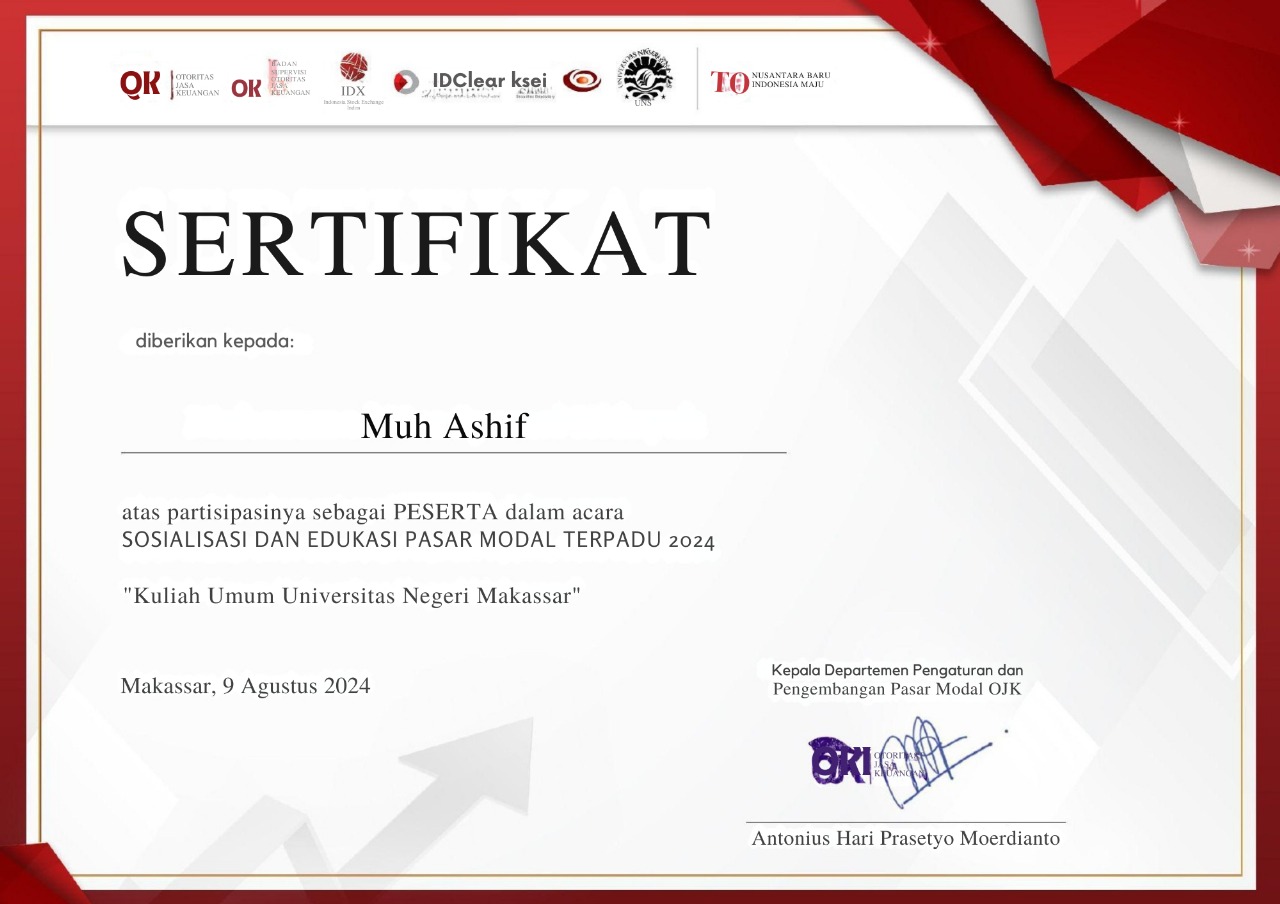 OK OTORITAS
JASA
KEUANGAN
OK BADAN
SUPERVISI
OTORITAS
JASA
KEUANGAN
IDX
Indonesia Stock Exchange
IDClear ksei
UNS
TO NUSANTARA BARU
INDONESIA MAJU
SERTIFIKAT
diberikan kepada:
Muh Ashif
atas partisipasinya sebagai PESERTA dalam acara
SOSIALISASI DAN EDUKASI PASAR MODAL TERPADU 2024
"Kuliah Umum Universitas Negeri Makassar"
Makassar, 9 Agustus 2024
Kepala Departemen Pengaturan dan
Pengembangan Pasar Modal OJK
OTORITAS
JASA
KEUANGAN
Antonius Hari Prasetyo Moerdianto